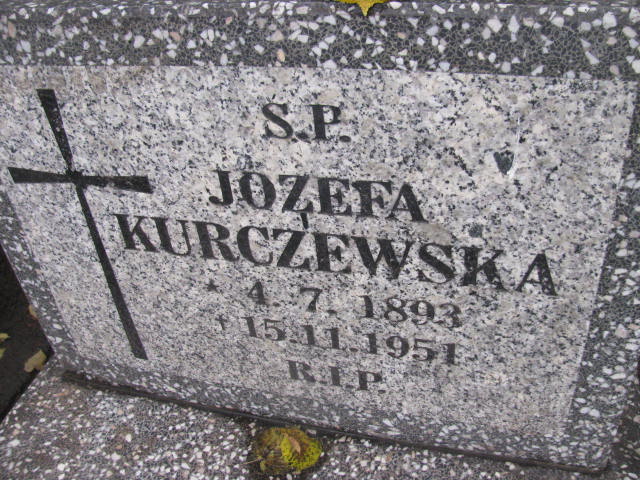 S.P.
JÓZEFA
KURCZEWSKA
* 4. 7. 1893
† 15.11.1951
R.I.P.